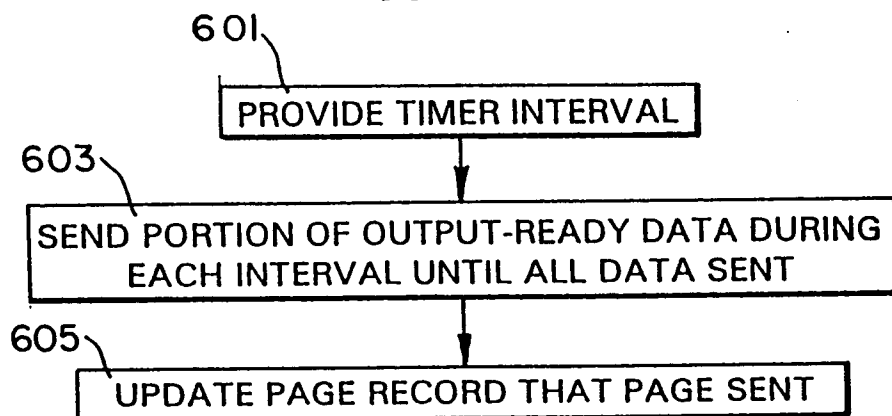 601
PROVIDE TIMER INTERVAL
603
SEND PORTION OF OUTPUT-READY DATA DURING
EACH INTERVAL UNTIL ALL DATA SENT
605
UPDATE PAGE RECORD THAT PAGE SENT